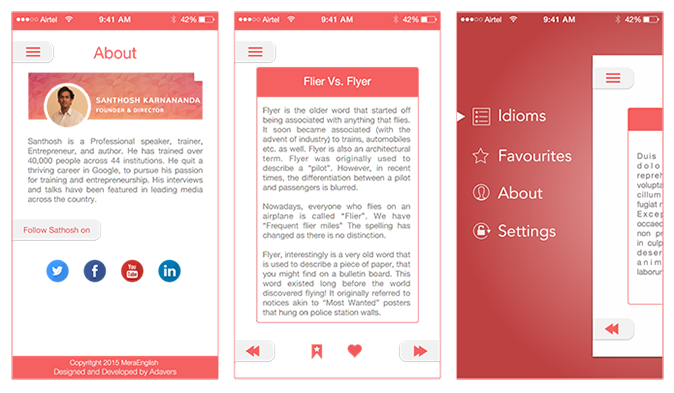 Airtel 9:41 AM 42%
About
SANTHOSH KARNANANDA
FOUNDER & DIRECTOR
Santhosh is a Professional speaker, trainer,
Entrepreneur, and author. He has trained over
40,000 people across 44 institutions. He quit a
thriving career in Google, to pursue his passion
for training and entrepreneurship. His interviews
and talks have been featured in leading media
across the country.
Follow Sathosh on
You
Tube
in
Copyright 2015 MeraEnglish
Designed and Developed by Adavers
Airtel 9:41 AM 42%
Flier Vs. Flyer
Flyer is the older word that started off
being associated with anything that flies.
It soon became associated (with the
advent of industry) to trains, automobiles
etc. as well. Flyer is also an architectural
term. Flyer was originally used to
describe a “pilot”. However, in recent
times, the differentiation between a pilot
and passengers is blurred.
Nowadays, everyone who flies on an
airplane is called “Flier”. We have
“Frequent flier miles” The spelling has
changed as there is no distinction.
Flyer, interestingly is a very old word that
is used to describe a piece of paper, that
you might find on a bulletin board. This
word existed long before the world
discovered flying! It originally referred to
notices akin to “Most Wanted” posters
that hung on police station walls.
Airtel 9:41 AM 42%
Idioms
Favourites
About
Settings
Duis
dolo
repreh
volupta
cillum
fugiat n
Excep
occaec
non pr
in culp
deser
anim
laborun